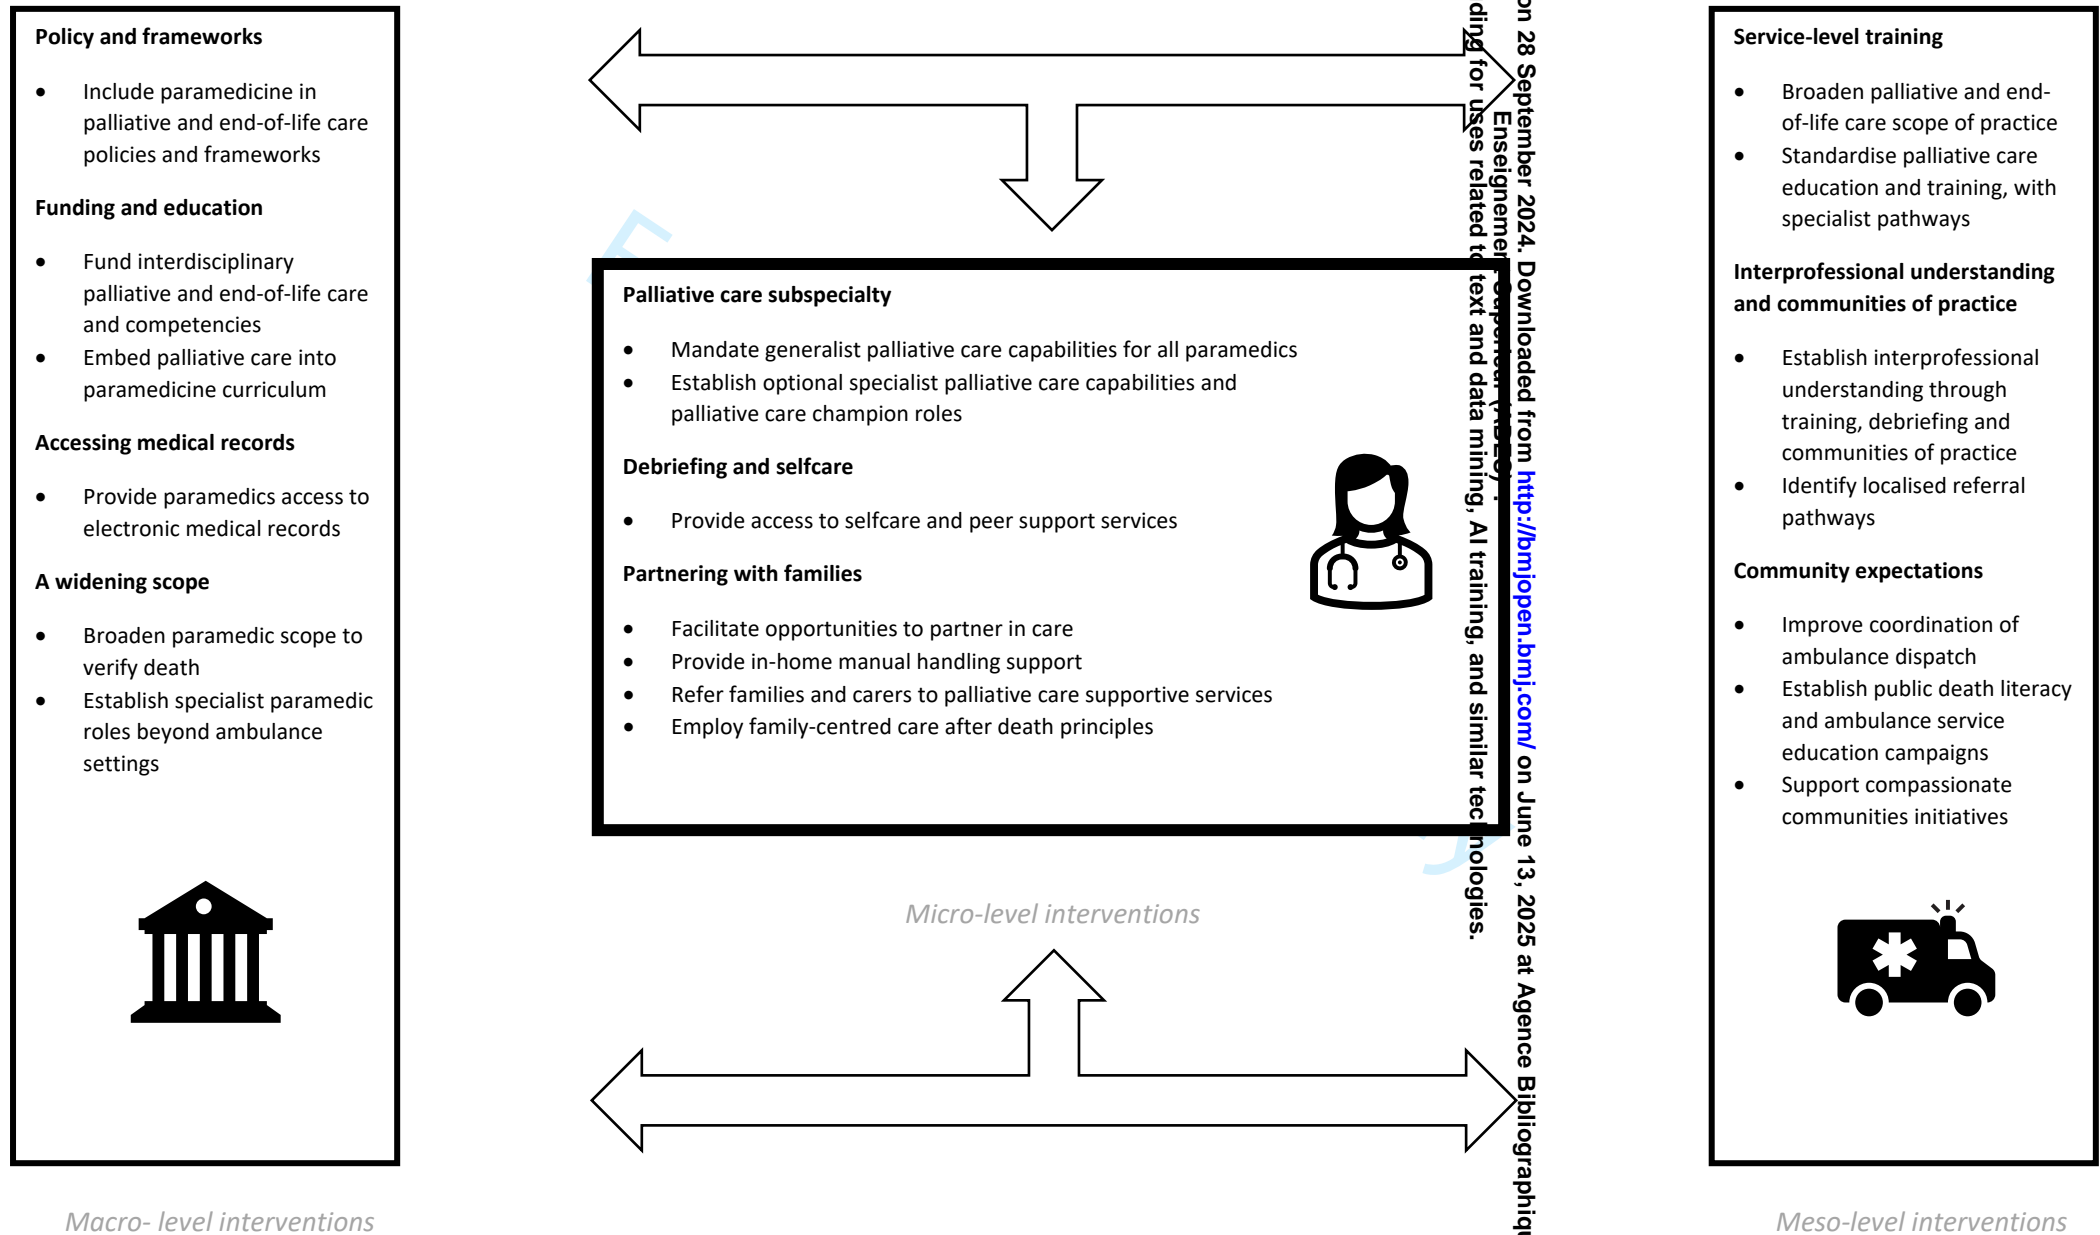 Policy and frameworks
• Include paramedicine in
palliative and end-of-life care
policies and frameworks
Funding and education
• Fund interdisciplinary
palliative and end-of-life care
and competencies
• Embed palliative care into
paramedicine curriculum
Accessing medical records
• Provide paramedics access to
electronic medical records
A widening scope
• Broaden paramedic scope to
verify death
• Establish specialist paramedic
roles beyond ambulance
settings
Macro- level interventions
Palliative care subspecialty
• Mandate generalist palliative care capabilities for all paramedics
• Establish optional specialist palliative care capabilities and
palliative care champion roles
Debriefing and selfcare
• Provide access to selfcare and peer support services
Partnering with families
• Facilitate opportunities to partner in care
• Provide in-home manual handling support
• Refer families and carers to palliative care supportive services
• Employ family-centred care after death principles
Micro-level interventions
on 28 September 2024. Downloaded from http://bmjopen.bmj.com/ on June 13, 2025 at Agence Bibliographiqu
Enseignement Superieur (ABES) .
ding for uses related to text and data mining, AI training, and similar technologies.
Service-level training
• Broaden palliative and end-
of-life care scope of practice
• Standardise palliative care
education and training, with
specialist pathways
Interprofessional understanding
and communities of practice
• Establish interprofessional
understanding through
training, debriefing and
communities of practice
• Identify localised referral
pathways
Community expectations
• Improve coordination of
ambulance dispatch
• Establish public death literacy
and ambulance service
education campaigns
• Support compassionate
communities initiatives
Meso-level interventions